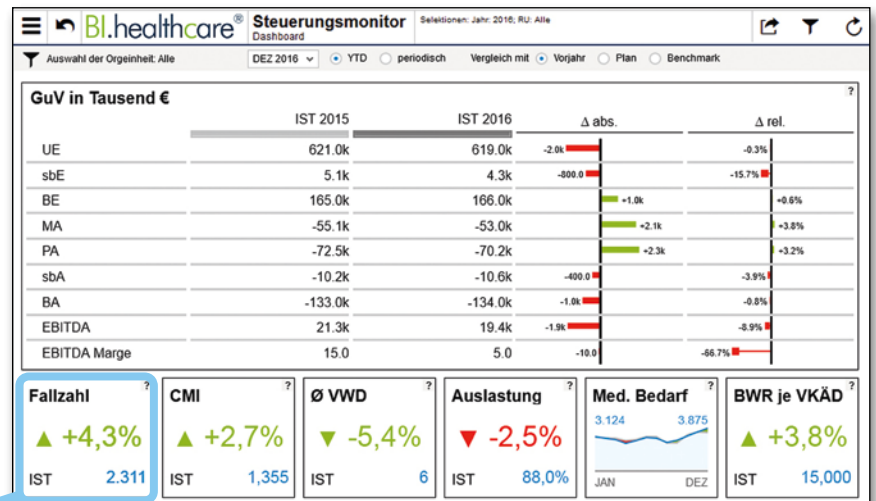 BI.healthcare® Steuerungsmonitor Selektionen: Jahr: 2016; RU: Alle
Dashboard
Auswahl der Orgeinheit: Alle DEZ 2016 YTD periodisch Vergleich mit Vorjahr Plan Benchmark
GuV in Tausend € ?
IST 2015 IST 2016 Δ abs. Δ rel.
UE 621.0k 619.0k -2.0k -0.3%
sbE 5.1k 4.3k -800.0 -15.7%
BE 165.0k 166.0k +1.0k +0.6%
MA -55.1k -53.0k +2.1k +3.8%
PA -72.5k -70.2k +2.3k +3.2%
sbA -10.2k -10.6k -400.0 -3.9%
BA -133.0k -134.0k -1.0k -0.8%
EBITDA 21.3k 19.4k -1.9k -8.9%
EBITDA Marge 15.0 5.0 -10.0 -66.7%
Fallzahl ?
▲ +4,3%
IST 2.311
CMI ?
▲ +2,7%
IST 1,355
Ø VWD ?
▼ -5,4%
IST 6
Auslastung ?
▼ -2,5%
IST 88,0%
Med. Bedarf ?
3.124 3.875
JAN DEZ
BWR je VKÄD ?
▲ +3,8%
IST 15,000